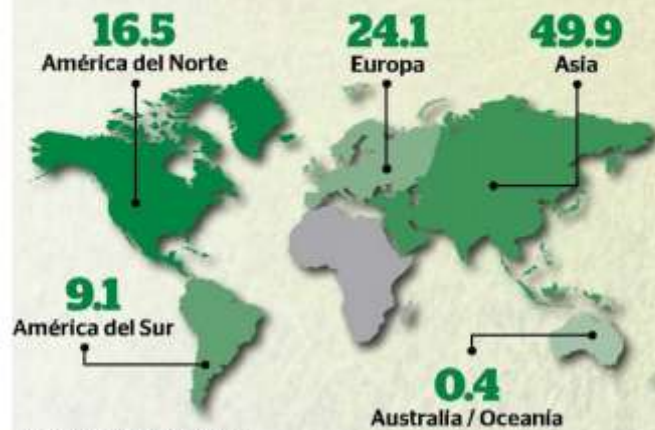 16.5
América del Norte
24.1
Europa
49.9
Asia
9.1
América del Sur
0.4
Australia / Oceanía